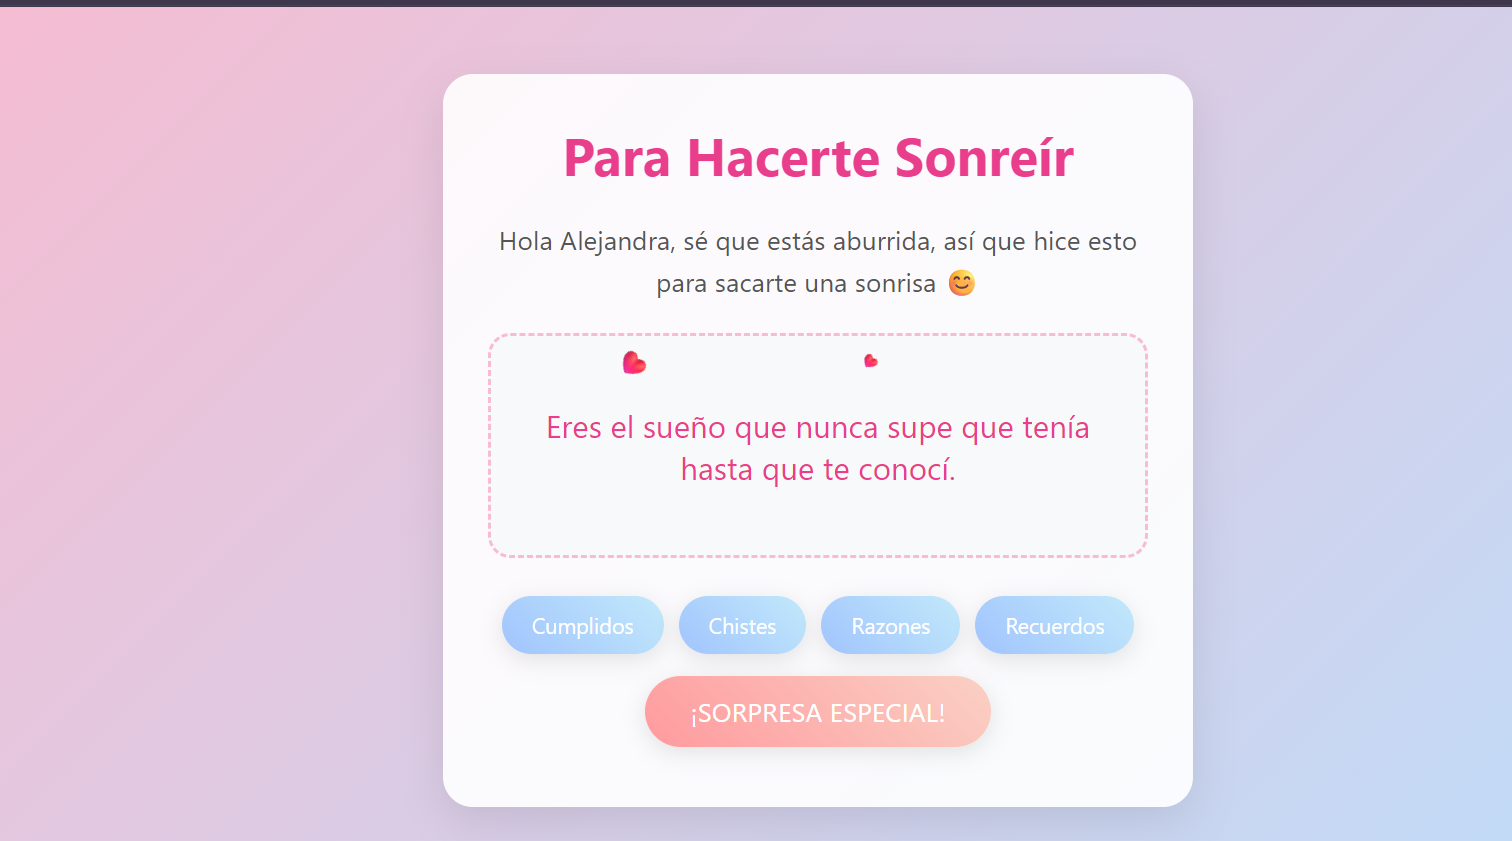 Para Hacerte Sonreír
Hola Alejandra, sé que estás aburrida, así que hice esto
para sacarte una sonrisa 😊
Eres el sueño que nunca supe que tenía
hasta que te conocí.
Cumplidos
Chistes
Razones
Recuerdos
¡SORPRESA ESPECIAL!